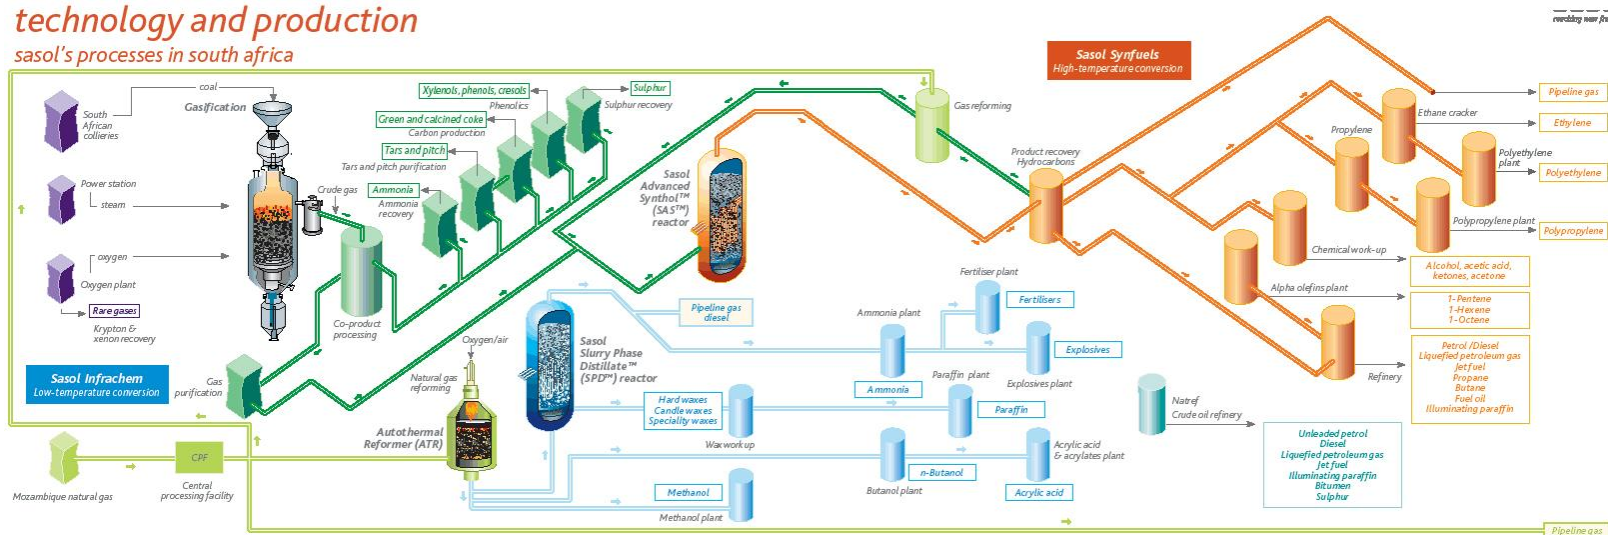 technology and production
sasol's processes in south africa
South
African
collieries
coal
Gasification
Power station
steam
oxygen
Oxygen plant
Rare gases
Krypton &
xenon recovery
Crude gas
Co-product
processing
Gas
purification
Sasol Infrachem
Low-temperature conversion
Mozambique natural gas
CPF
Central
processing facility
Ammonia
Ammonia
recovery
Tars and pitch
Tars and pitch purification
Green and calcined coke
Carbon production
Xylenols, phenols, cresols
Phenolics
Sulphur
Sulphur recovery
Sasol
Advanced
Synthol™
(SAS™)
reactor
Gas reforming
Product recovery
Hydrocarbons
Sasol Synfuels
High-temperature conversion
Pipeline gas
Ethane cracker
Ethylene
Propylene
Polyethylene
plant
Polyethylene
Polypropylene plant
Polypropylene
Chemical work-up
Alcohol, acetic acid,
ketones, acetone
Alpha olefins plant
1-Pentene
1-Hexene
1-Octene
Refinery
Petrol /Diesel
Liquefied petroleum gas
Jet fuel
Propane
Butane
Fuel oil
Illuminating paraffin
Oxygen/air
Natural gas
reforming
Autothermal
Reformer (ATR)
Sasol
Slurry Phase
Distillate™
(SPD™) reactor
Pipeline gas
diesel
Ammonia plant
Ammonia
Fertiliser plant
Fertilisers
Explosives
Explosives plant
Hard waxes
Candle waxes
Speciality waxes
Wax work up
Paraffin plant
Paraffin
n-Butanol
Butanol plant
Acrylic acid
& acrylates plant
Acrylic acid
Methanol
Methanol plant
Natref
Crude oil refinery
Unleaded petrol
Diesel
Liquefied petroleum gas
Jet fuel
Illuminating paraffin
Bitumen
Sulphur
Pipeline gas